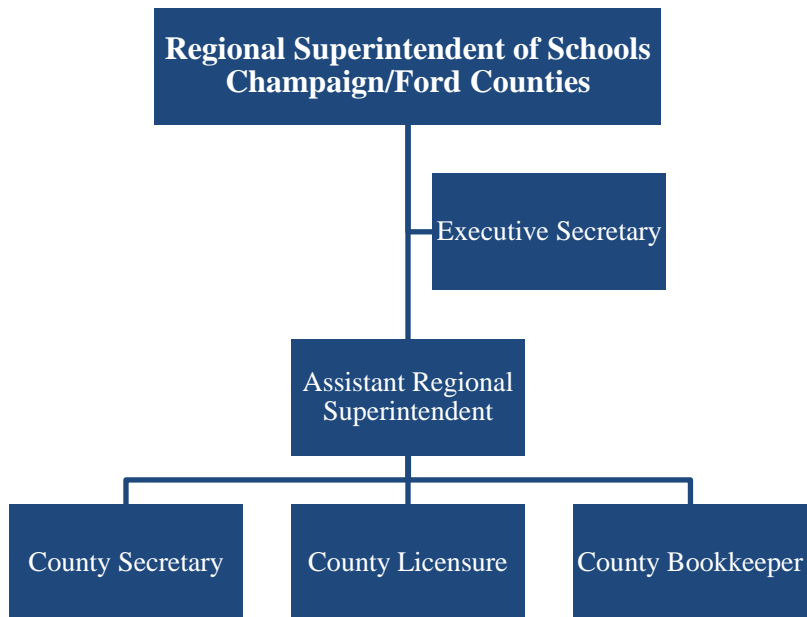 Regional Superintendent of Schools
Champaign/Ford Counties
Executive Secretary
Assistant Regional
Superintendent
County Secretary
County Licensure
County Bookkeeper